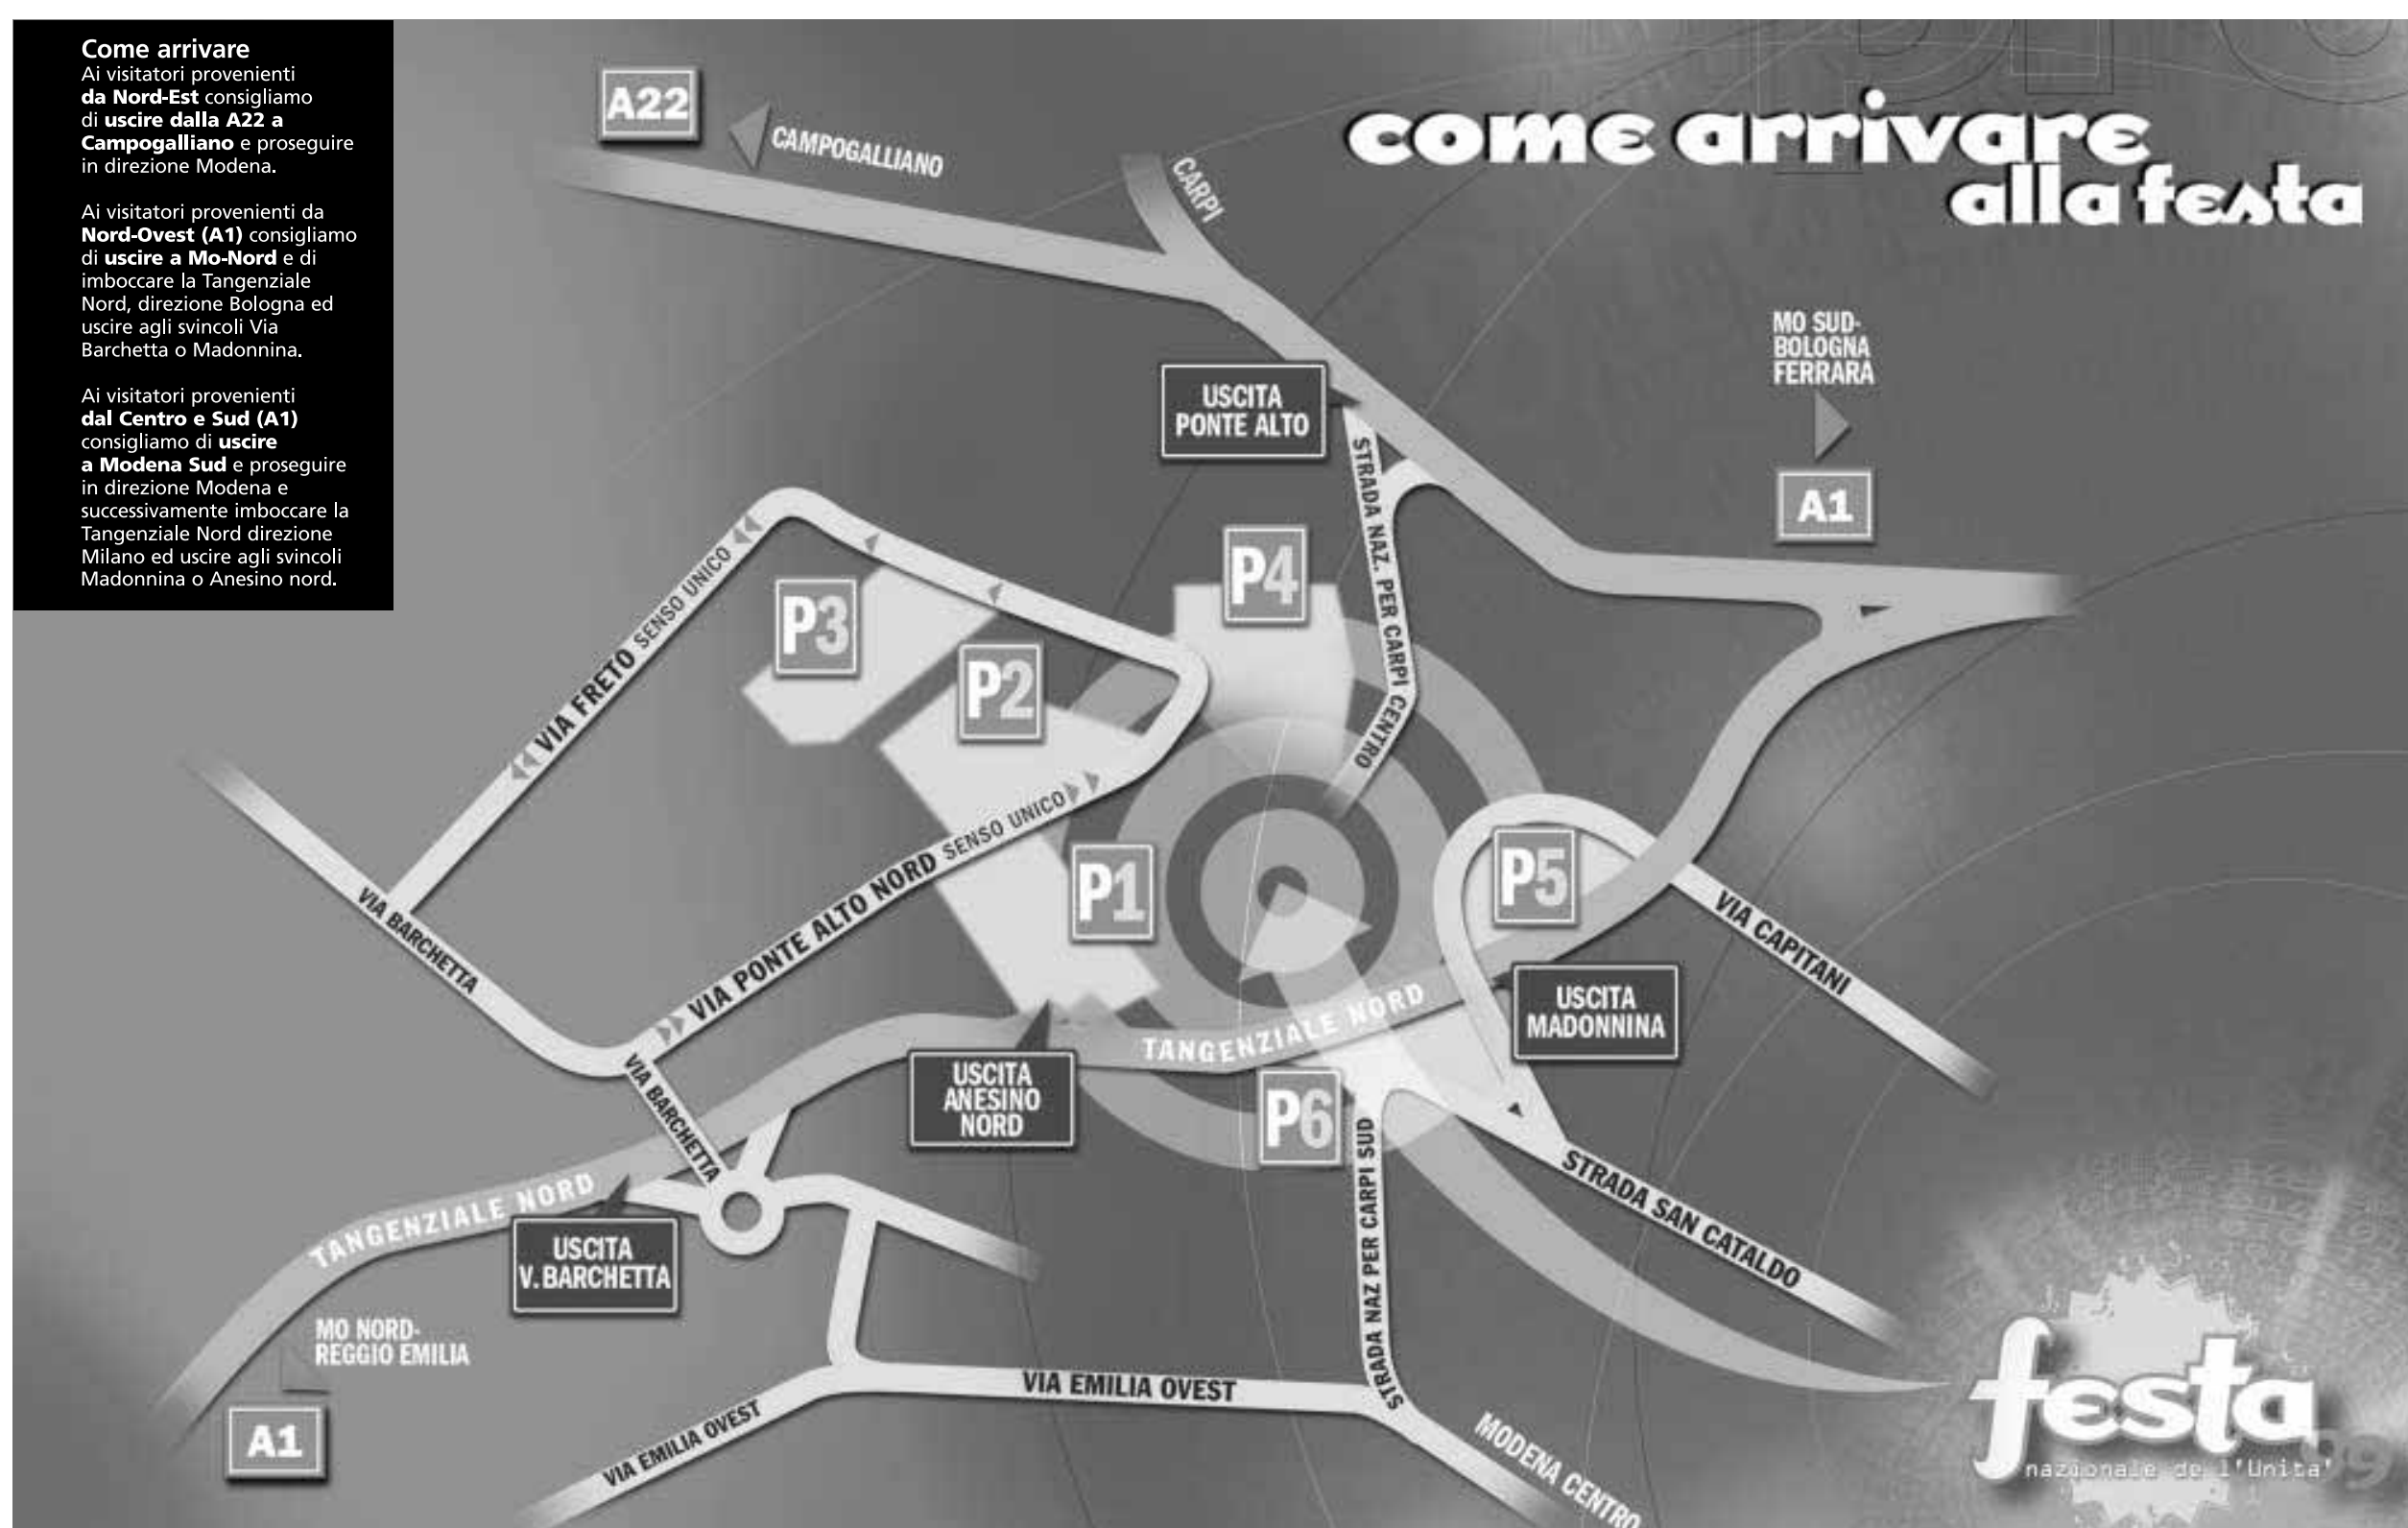 Come arrivare
Ai visitatori provenienti
da Nord-Est consigliamo
di uscire dalla A22 a
Campogalliano e proseguire
in direzione Modena.
Ai visitatori provenienti da
Nord-Ovest (A1) consigliamo
di uscire a Mo-Nord e di
imboccare la Tangenziale
Nord, direzione Bologna ed
uscire agli svincoli Via
Barchetta o Madonnina.
Ai visitatori provenienti
dal Centro e Sud (A1)
consigliamo di uscire
a Modena Sud e proseguire
in direzione Modena e
successivamente imboccare la
Tangenziale Nord direzione
Milano ed uscire agli svincoli
Madonnina o Anesino nord.
come arrivare
alla festa
A22
CAMPOGALLIANO
CARPI
MO SUD-
BOLOGNA
FERRARA
A1
USCITA
PONTE ALTO
STRADA NAZ. PER CARPI CENTRO
P4
P3
P2
VIA FRETO SENSO UNICO
VIA PONTE ALTO NORD SENSO UNICO
P1
P5
VIA CAPITANI
VIA BARCHETTA
USCITA
MADONNINA
TANGENZIALE NORD
USCITA
ANESINO
NORD
P6
VIA BARCHETTA
STRADA NAZ PER CARPI SUD
STRADA SAN CATALDO
TANGENZIALE NORD
USCITA
V.BARCHETTA
MO NORD-
REGGIO EMILIA
A1
VIA EMILIA OVEST
VIA EMILIA OVEST
MODENA CENTRO
festa
99
nazionale de l'Unita'